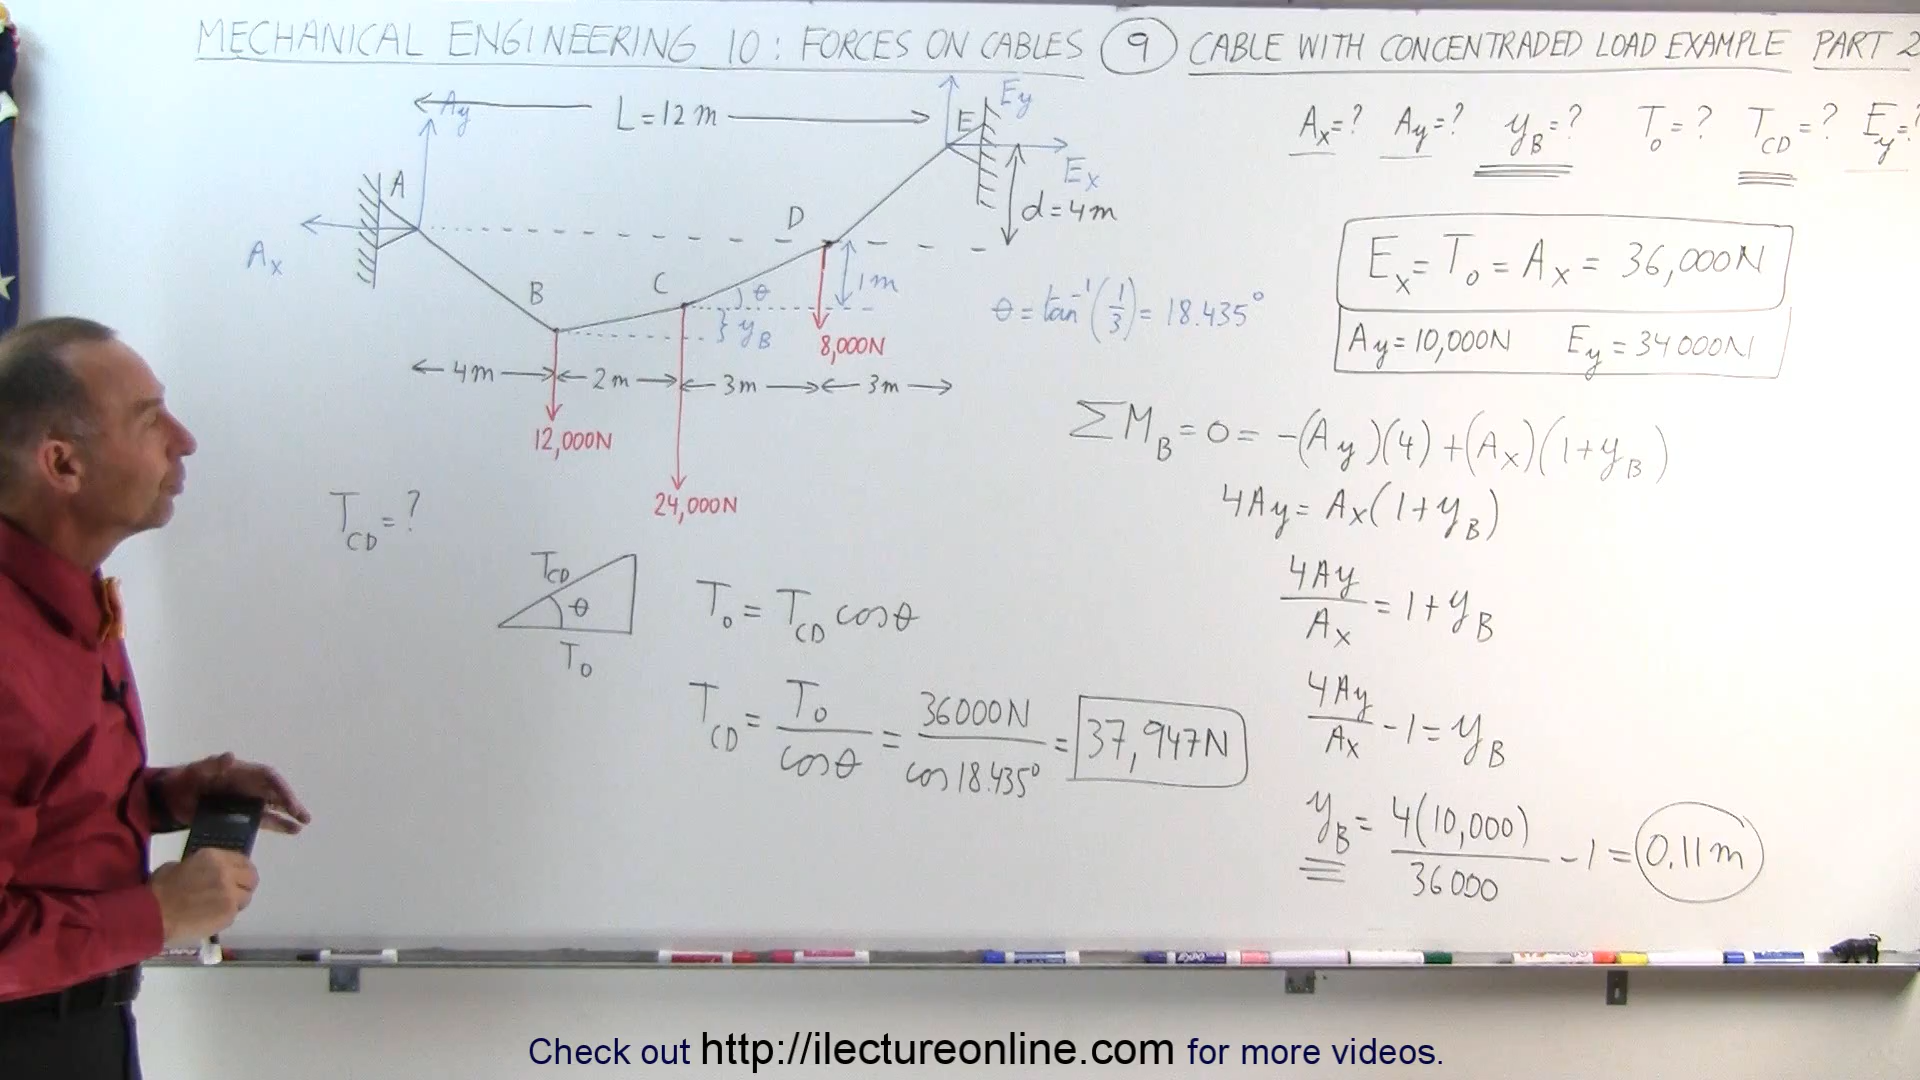 MECHANICAL ENGINEERING 10: FORCES ON CABLES 9 CABLE WITH CONCENTRADED LOAD EXAMPLE PART 2
Ay
L = 12 m
E
Ey
Ex
d = 4m
A
Ax
B
C
D
θ
1m
yB
8,000N
4m 2m 3m 3m
12,000N
24,000N
θ = tan⁻¹(1/3) = 18.435°
Ax=? Ay=? yB=? To=? TCD=? Ey=?
Ex = To = Ax = 36,000N
Ay = 10,000N Ey = 34000N
ΣMB = 0 = -(Ay)(4) + (Ax)(1+yB)
4Ay = Ax(1+yB)
4Ay/Ax = 1+yB
4Ay/Ax - 1 = yB
yB = 4(10,000)/36000 - 1 = 0.11m
TCD = ?
TCD
θ
To
To = TCD cosθ
TCD = To/cosθ = 36000N/cos18.435° = 37,947N
Check out http://ilectureonline.com for more videos.